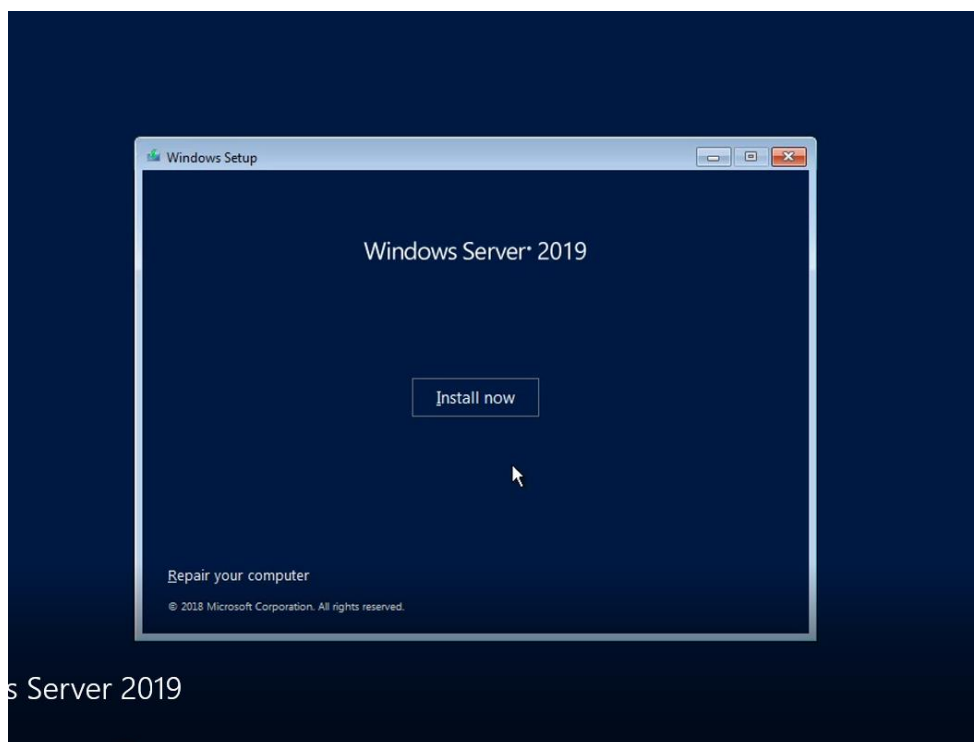 Windows Setup
Windows Server® 2019
Install now
Repair your computer
© 2018 Microsoft Corporation. All rights reserved.
s Server 2019